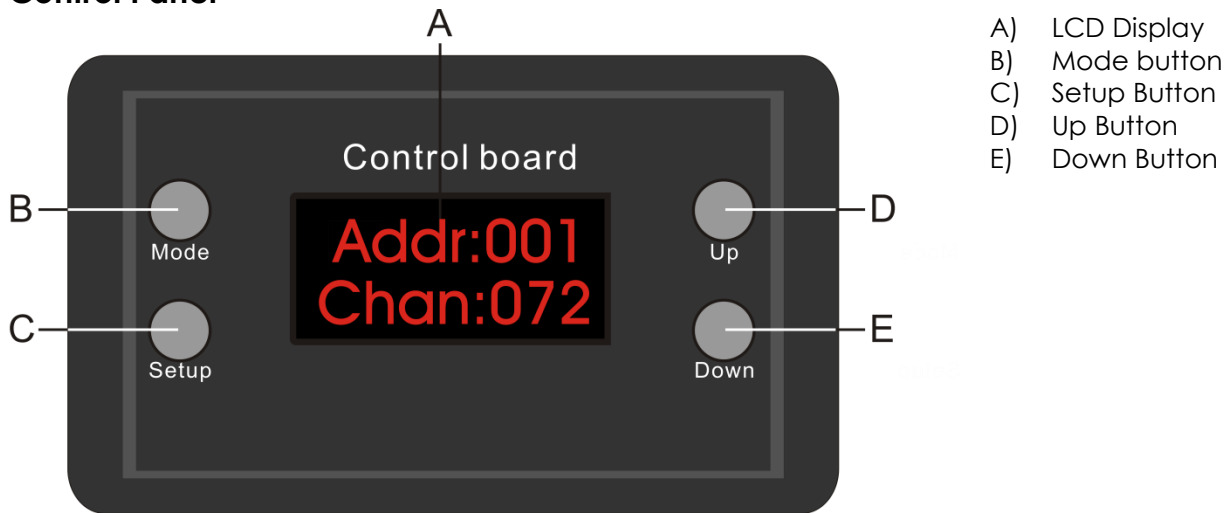 Control Panel
A
A) LCD Display
B) Mode button
C) Setup Button
D) Up Button
E) Down Button
Control board
B
Mode
Addr:001
Chan:072
Up
D
C
Setup
Down
E